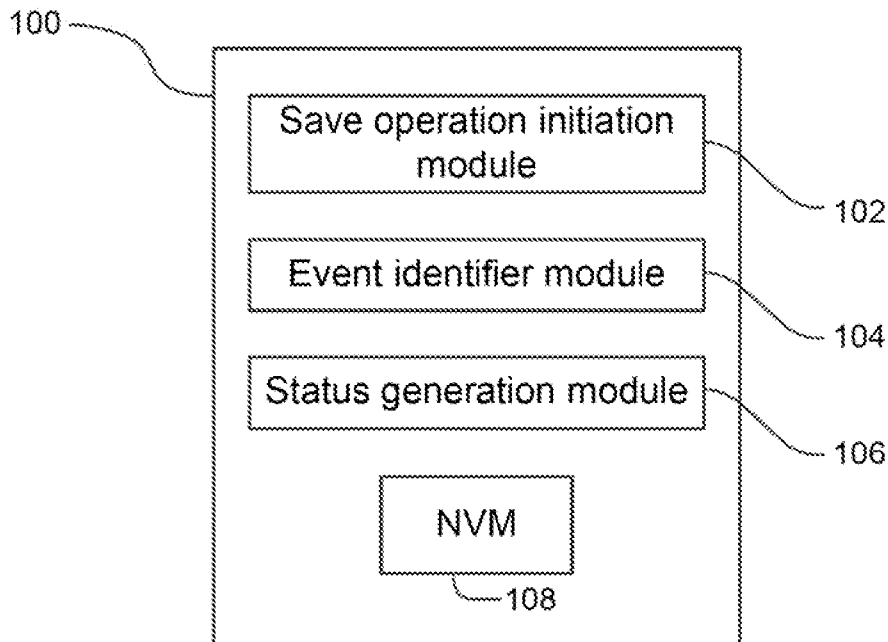 100
Save operation initiation
module
102
Event identifier module
104
Status generation module
106
NVM
108